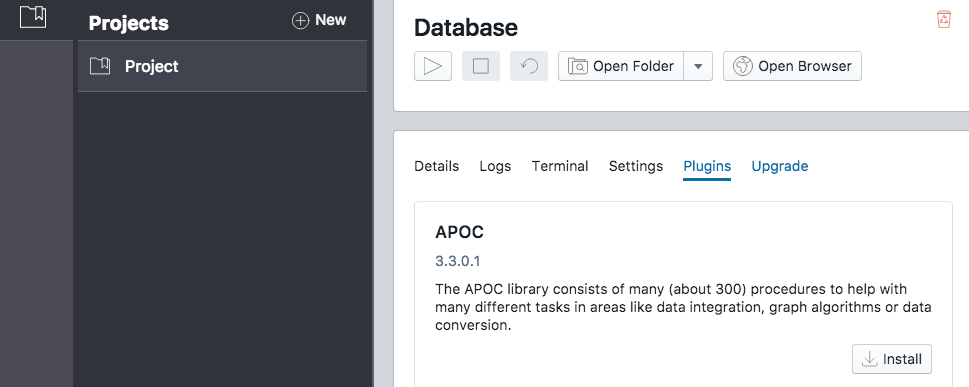 Projects
New
Project
Database
Open Folder
Open Browser
Details Logs Terminal Settings Plugins Upgrade
APOC
3.3.0.1
The APOC library consists of many (about 300) procedures to help with
many different tasks in areas like data integration, graph algorithms or data
conversion.
Install